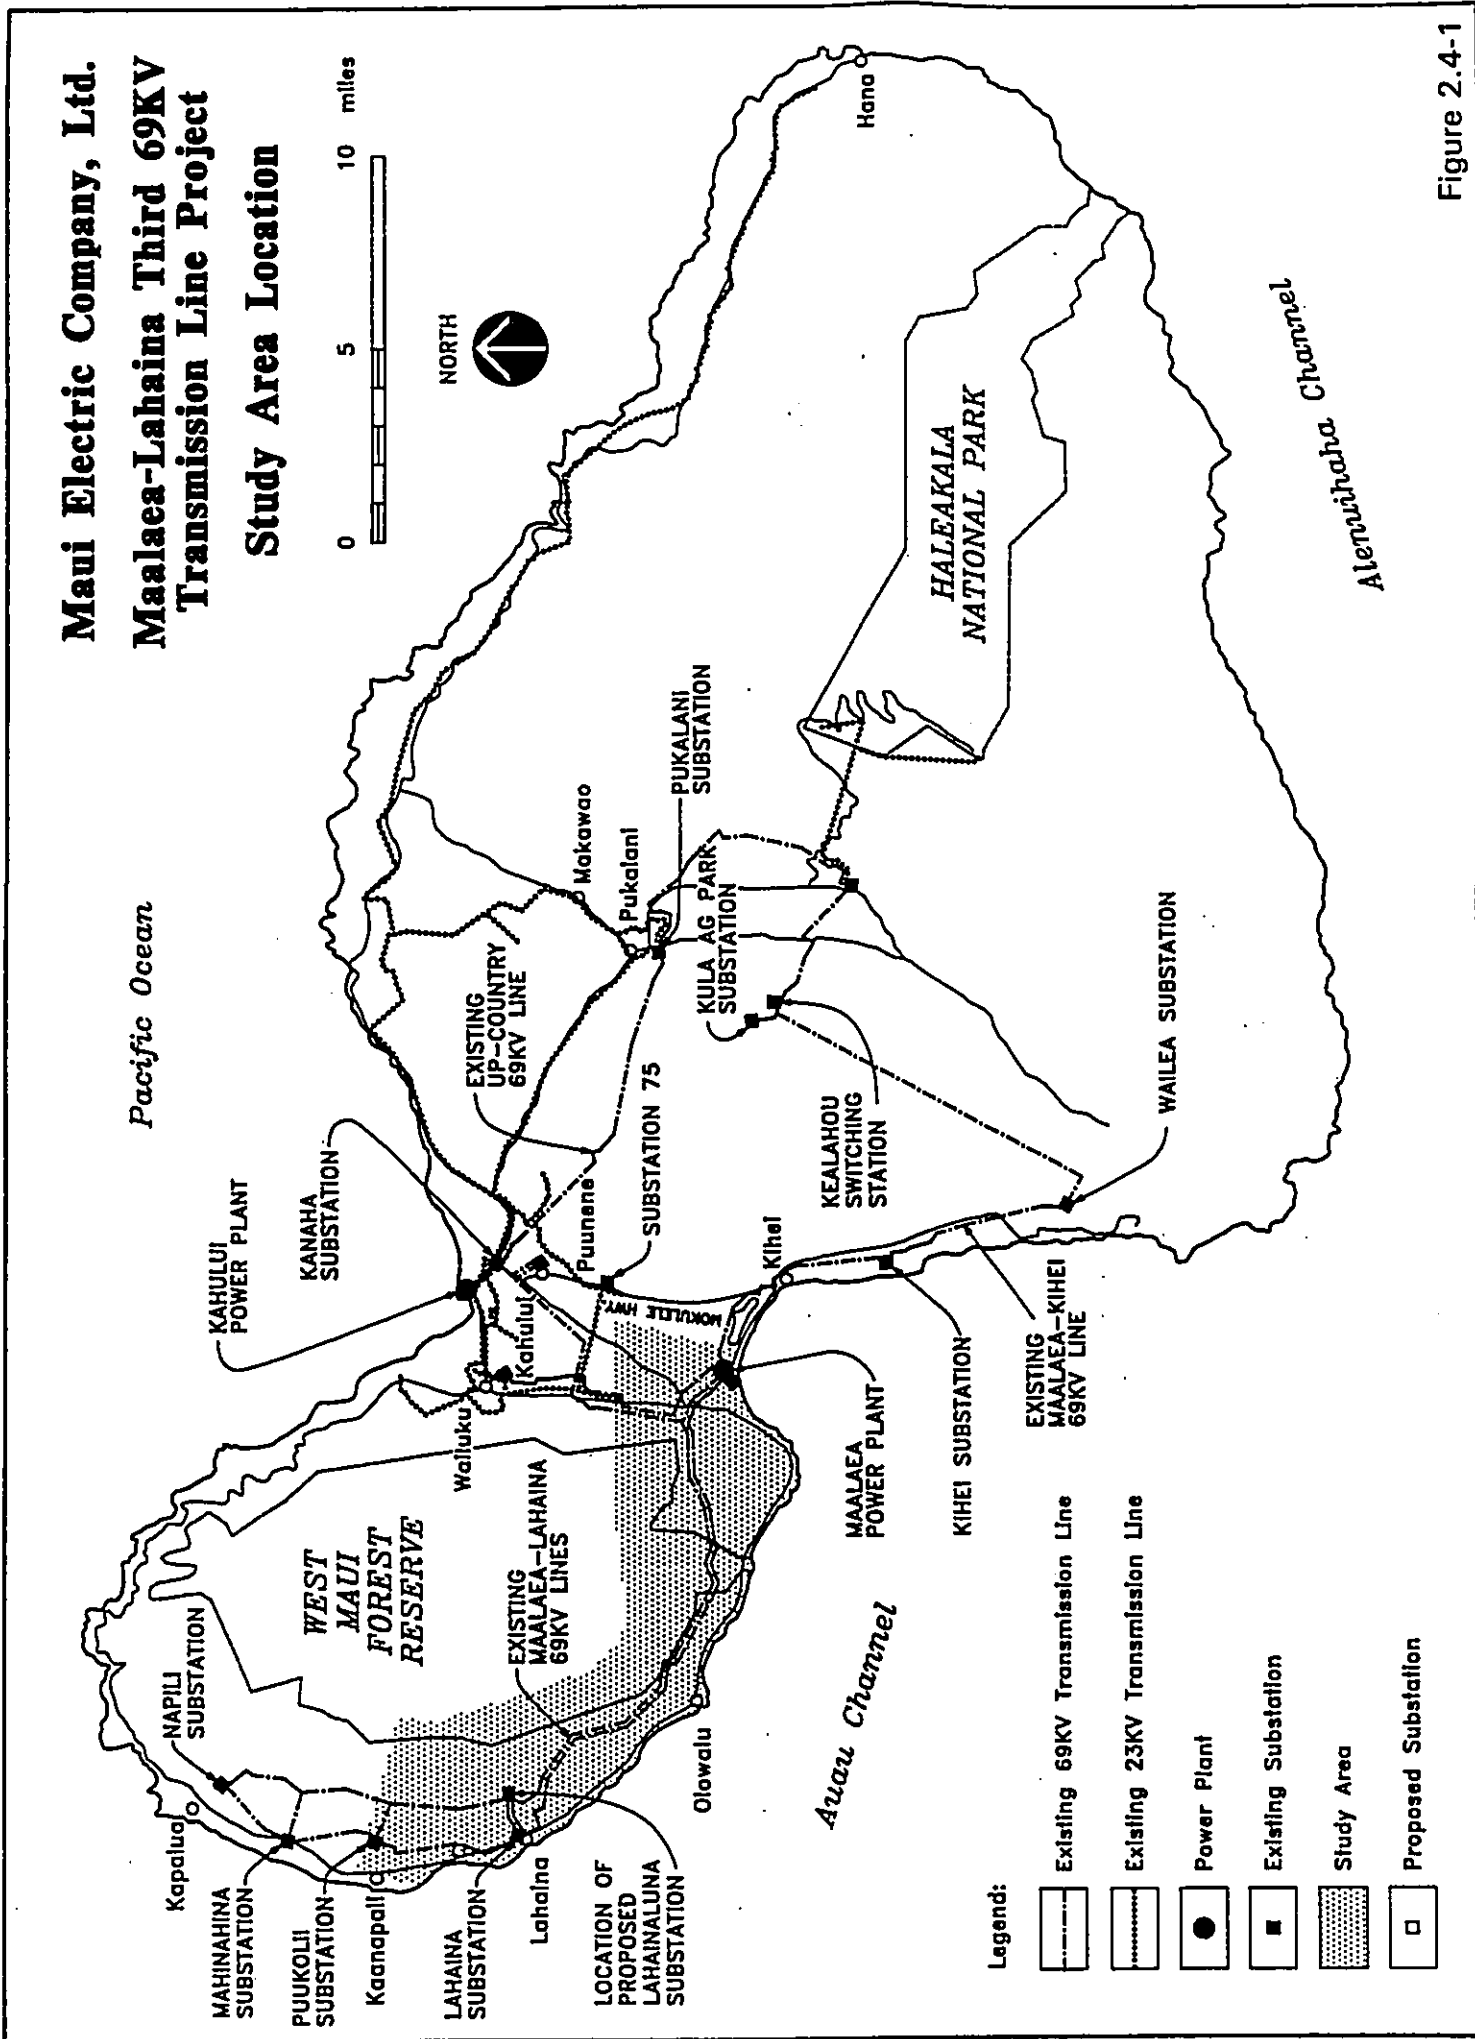 Maui Electric Company, Ltd.
Maalaea-Lahaina Third 69KV
Transmission Line Project
Study Area Location
0 5 10 miles
NORTH
Pacific Ocean
KAHULUI
POWER PLANT
KANAHA
SUBSTATION
NAPILI
SUBSTATION
Kapalua
MAHINAHINA
SUBSTATION
PUUKOLII
SUBSTATION
Kaanapali
LAHAINA
SUBSTATION
Lahaina
LOCATION OF
PROPOSED
LAHAINALUNA
SUBSTATION
WEST
MAUI
FOREST
RESERVE
EXISTING
MAALAEA-LAHAINA
69KV LINES
Olowalu
Auau Channel
Wailuku
Kahului
Puunene
SUBSTATION 75
MOKULELE HWY.
EXISTING
UP-COUNTRY
69KV LINE
Makawao
Pukalani
PUKALANI
SUBSTATION
KULA AG PARK
SUBSTATION
KEALAHOU
SWITCHING
STATION
Kihei
MAALAEA
POWER PLANT
KIHEI SUBSTATION
EXISTING
MAALAEA-KIHEI
69KV LINE
WAILEA SUBSTATION
HALEAKALA
NATIONAL PARK
Hana
Alenuihaha Channel
Legend:
Existing 69KV Transmission Line
Existing 23KV Transmission Line
Power Plant
Existing Substation
Study Area
Proposed Substation
Figure 2.4-1